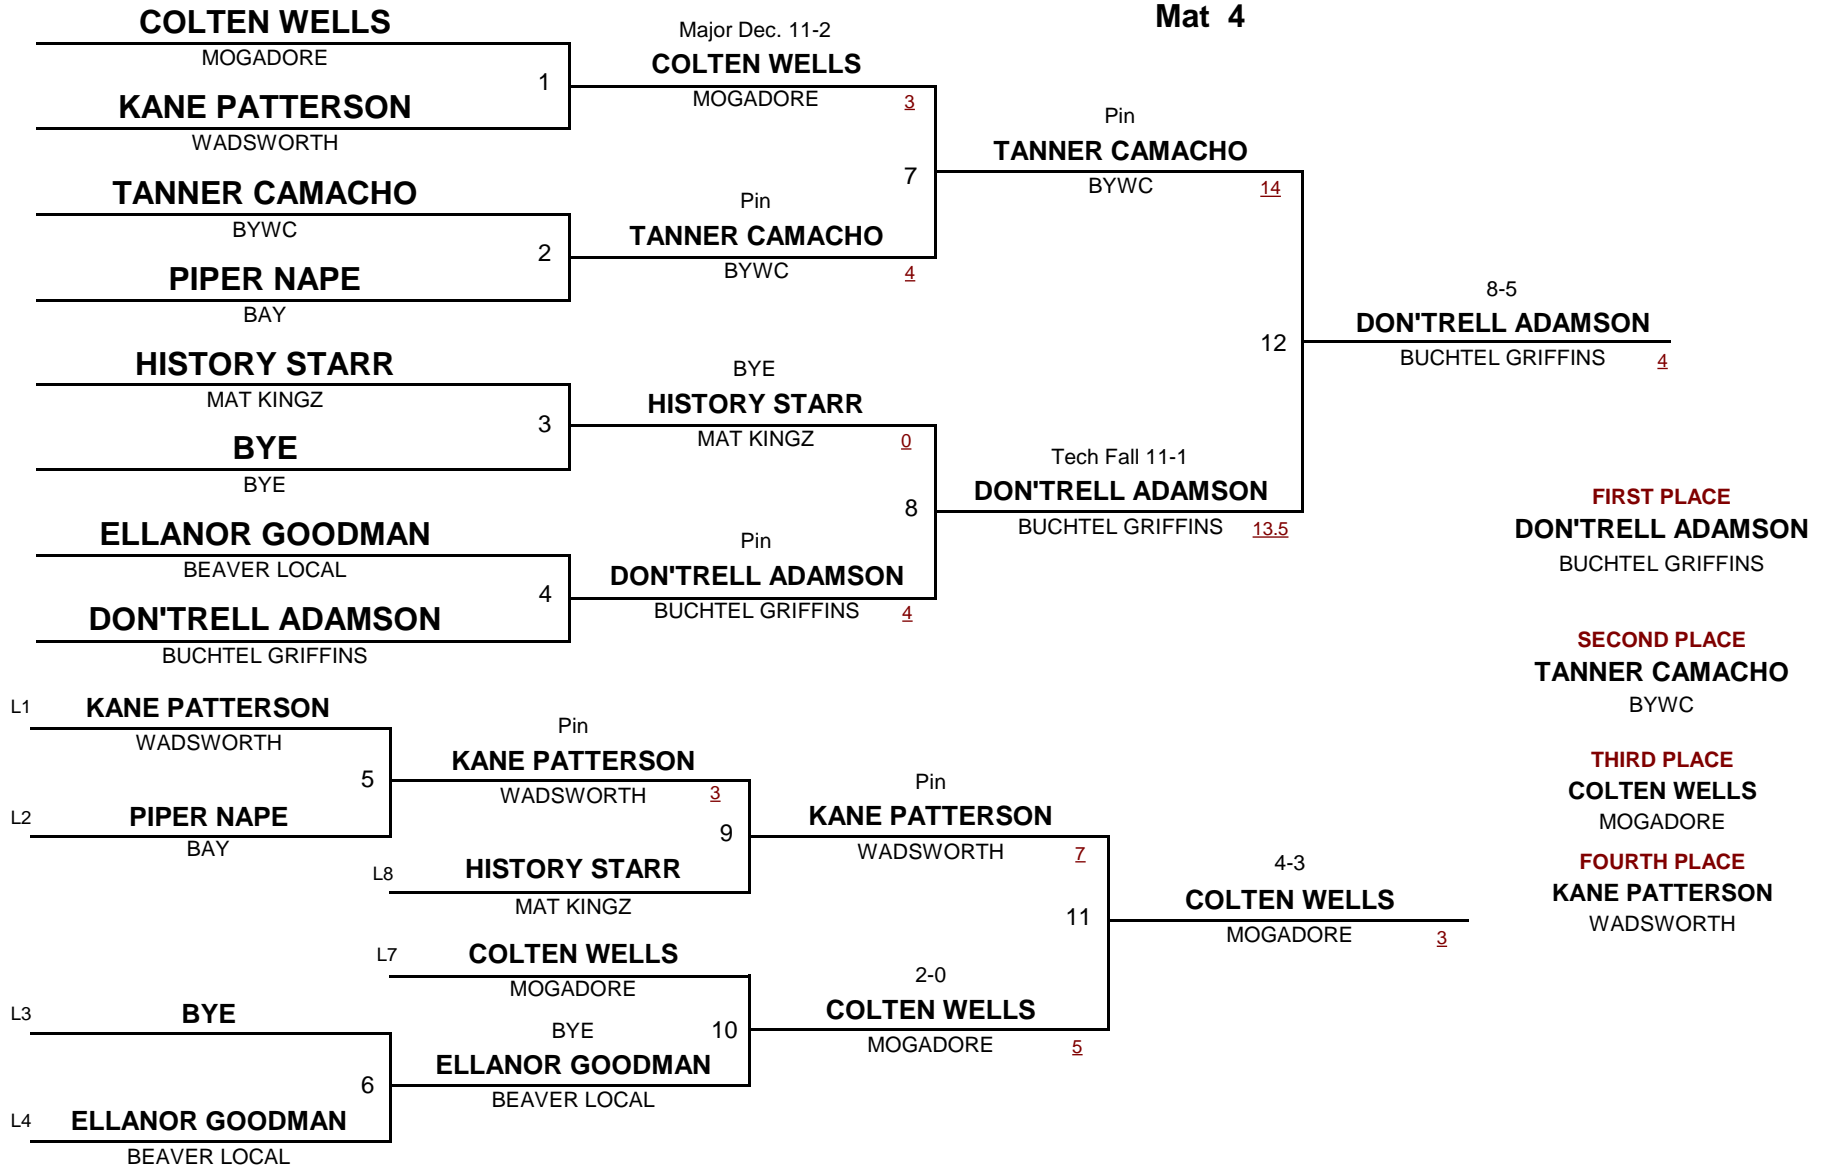 Mat 4
COLTEN WELLS
MOGADORE
1
KANE PATTERSON
WADSWORTH
TANNER CAMACHO
BYWC
2
PIPER NAPE
BAY
HISTORY STARR
MAT KINGZ
3
BYE
BYE
ELLANOR GOODMAN
BEAVER LOCAL
4
DON'TRELL ADAMSON
BUCHTEL GRIFFINS
Major Dec. 11-2
COLTEN WELLS
MOGADORE 3
7
Pin
TANNER CAMACHO
BYWC 4
BYE
HISTORY STARR
MAT KINGZ 0
8
Pin
DON'TRELL ADAMSON
BUCHTEL GRIFFINS 4
Pin
TANNER CAMACHO
BYWC 14
12
Tech Fall 11-1
DON'TRELL ADAMSON
BUCHTEL GRIFFINS 13.5
8-5
DON'TRELL ADAMSON
BUCHTEL GRIFFINS 4
FIRST PLACE
DON'TRELL ADAMSON
BUCHTEL GRIFFINS
SECOND PLACE
TANNER CAMACHO
BYWC
THIRD PLACE
COLTEN WELLS
MOGADORE
FOURTH PLACE
KANE PATTERSON
WADSWORTH
L1 KANE PATTERSON
WADSWORTH
5
L2 PIPER NAPE
BAY
L3 BYE
6
L4 ELLANOR GOODMAN
BEAVER LOCAL
Pin
KANE PATTERSON
WADSWORTH 3
9
L8 HISTORY STARR
MAT KINGZ
L7 COLTEN WELLS
MOGADORE
BYE 10
ELLANOR GOODMAN
BEAVER LOCAL
Pin
KANE PATTERSON
WADSWORTH 7
11
2-0
COLTEN WELLS
MOGADORE 5
4-3
COLTEN WELLS
MOGADORE 3